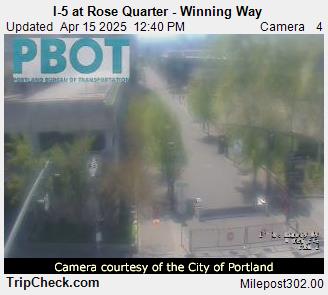 I-5 at Rose Quarter - Winning Way
Updated Apr 15 2025 12:40 PM Camera 4
PBOT
PORTLAND BUREAU OF TRANSPORTATION
Camera courtesy of the City of Portland
TripCheck.com Milepost302.00